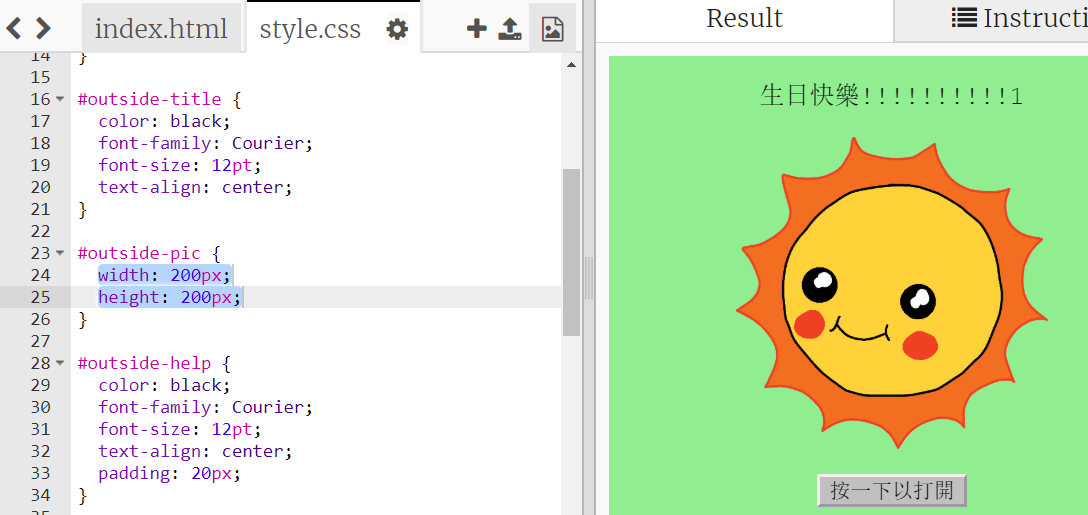 index.html
style.css
14 }
15
16 #outside-title {
17 color: black;
18 font-family: Courier;
19 font-size: 12pt;
20 text-align: center;
21 }
22
23 #outside-pic {
24 width: 200px;
25 height: 200px;
26 }
27
28 #outside-help {
29 color: black;
30 font-family: Courier;
31 font-size: 12pt;
32 text-align: center;
33 padding: 20px;
34 }
Result
Instructi
生日快樂!!!!!!!!!!1
按一下以打開